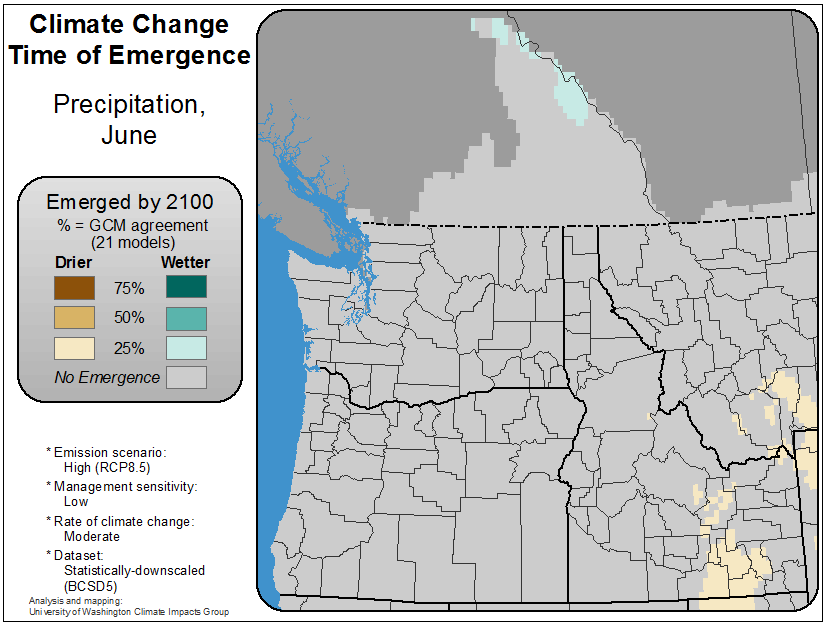 Climate Change
Time of Emergence
Precipitation,
June
Emerged by 2100
% = GCM agreement
(21 models)
Drier Wetter
75%
50%
25%
No Emergence
* Emission scenario:
High (RCP8.5)
* Management sensitivity:
Low
* Rate of climate change:
Moderate
* Dataset:
Statistically-downscaled
(BCSD5)
Analysis and mapping:
University of Washington Climate Impacts Group